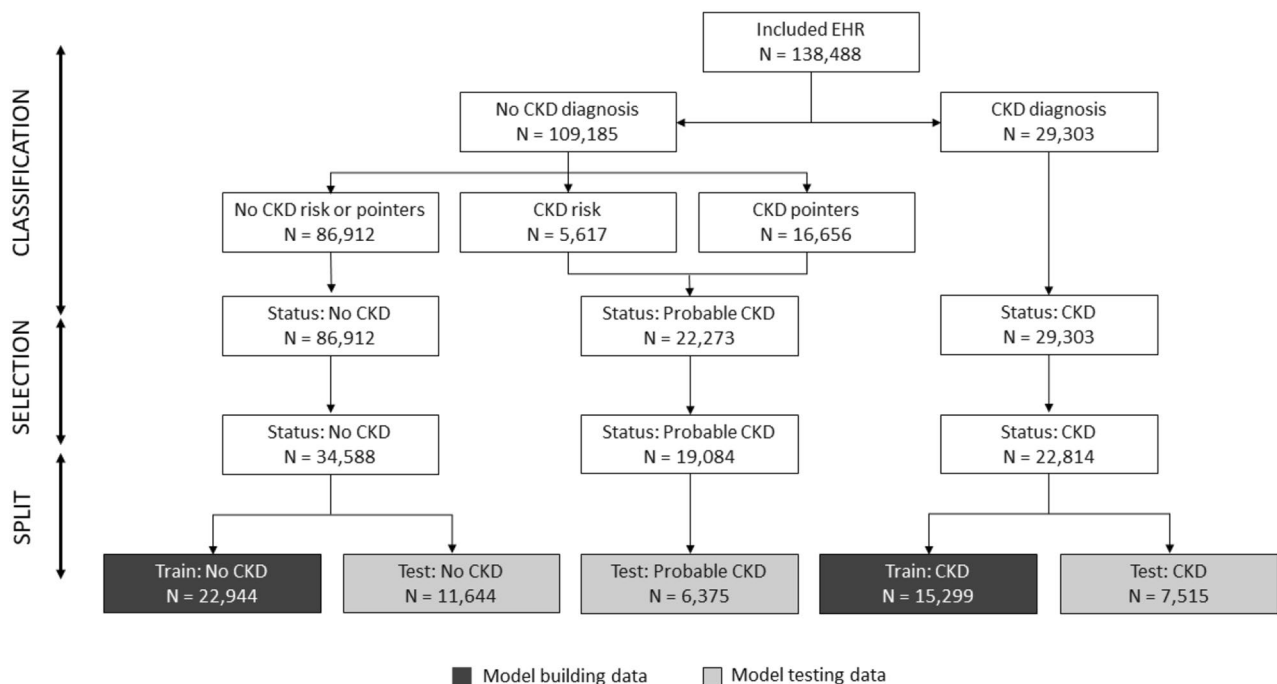 Included EHR
N = 138,488
No CKD diagnosis
N = 109,185
CKD diagnosis
N = 29,303
CLASSIFICATION
No CKD risk or pointers
N = 86,912
CKD risk
N = 5,617
CKD pointers
N = 16,656
Status: No CKD
N = 86,912
Status: Probable CKD
N = 22,273
Status: CKD
N = 29,303
SELECTION
Status: No CKD
N = 34,588
Status: Probable CKD
N = 19,084
Status: CKD
N = 22,814
SPLIT
Train: No CKD
N = 22,944
Test: No CKD
N = 11,644
Test: Probable CKD
N = 6,375
Train: CKD
N = 15,299
Test: CKD
N = 7,515
Model building data
Model testing data